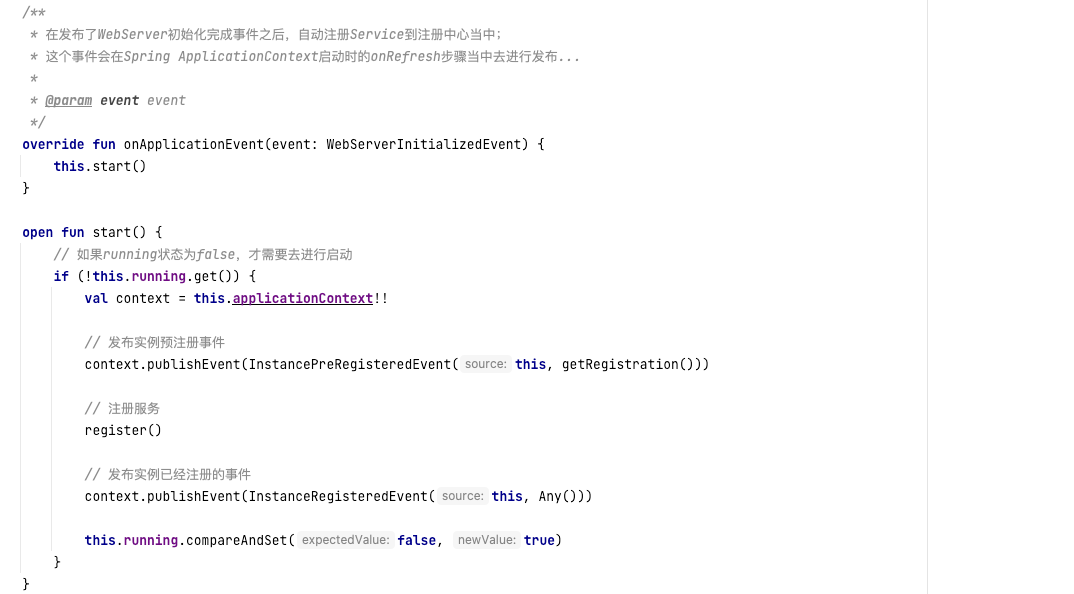 /**
 * 在发布了WebServer初始化完成事件之后，自动注册Service到注册中心当中；
 * 这个事件会在Spring ApplicationContext启动时的onRefresh步骤当中去进行发布...
 *
 * @param event event
 */
override fun onApplicationEvent(event: WebServerInitializedEvent) {
    this.start()
}
open fun start() {
    // 如果running状态为false，才需要去进行启动
    if (!this.running.get()) {
        val context = this.applicationContext!!
        // 发布实例预注册事件
        context.publishEvent(InstancePreRegisteredEvent( source: this, getRegistration()))
        // 注册服务
        register()
        // 发布实例已经注册的事件
        context.publishEvent(InstanceRegisteredEvent( source: this, Any()))
        this.running.compareAndSet( expectedValue: false, newValue: true)
    }
}